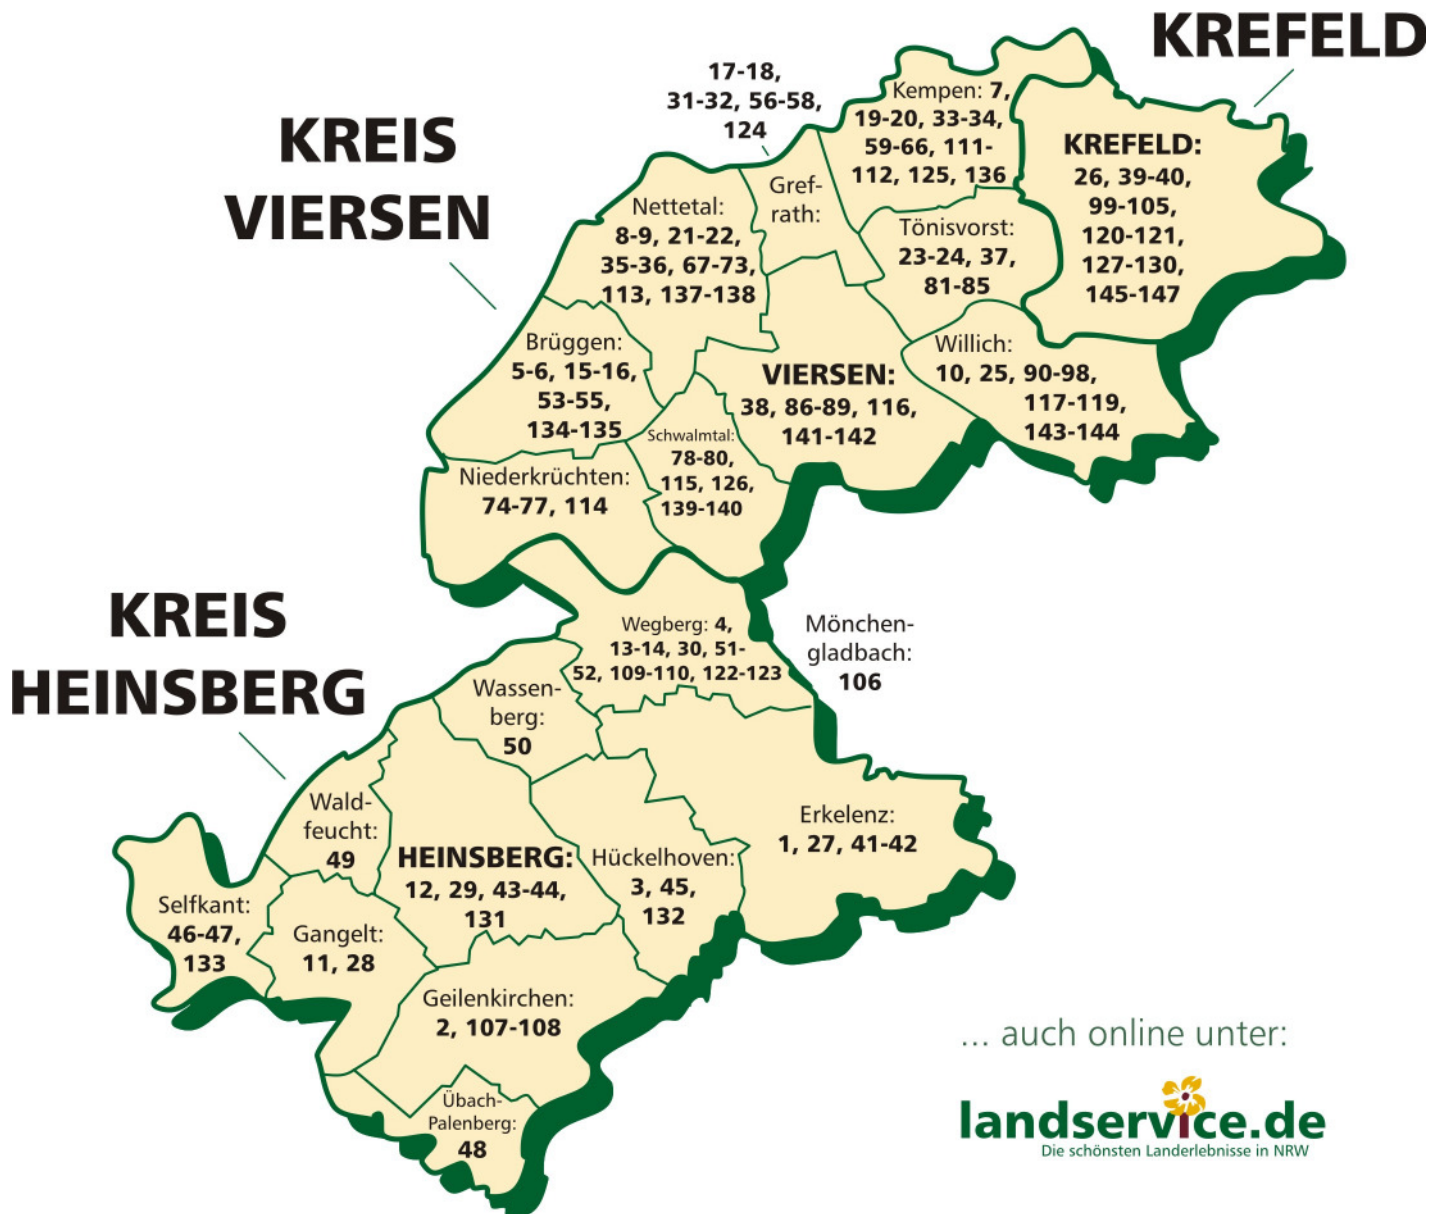 KREFELD
17-18,
31-32, 56-58,
124
Kempen: 7,
19-20, 33-34,
59-66, 111-
112, 125, 136
KREIS
VIERSEN
KREFELD:
26, 39-40,
99-105,
120-121,
127-130,
145-147
Gref-
rath:
Nettetal:
8-9, 21-22,
35-36, 67-73,
113, 137-138
Tönisvorst:
23-24, 37,
81-85
Brüggen:
5-6, 15-16,
53-55,
134-135
VIERSEN:
38, 86-89, 116,
141-142
Willich:
10, 25, 90-98,
117-119,
143-144
Schwalmtal:
78-80,
115, 126,
139-140
Niederkrüchten:
74-77, 114
KREIS
HEINSBERG
Wegberg: 4,
13-14, 30, 51-
52, 109-110, 122-123
Mönchen-
gladbach:
106
Wassen-
berg:
50
Wald-
feucht:
49
HEINSBERG:
12, 29, 43-44,
131
Hückelhoven:
3, 45,
132
Erkelenz:
1, 27, 41-42
Selfkant:
46-47,
133
Gangelt:
11, 28
Geilenkirchen:
2, 107-108
Übach-
Palenberg:
48
... auch online unter:
landservice.de
Die schönsten Landerlebnisse in NRW